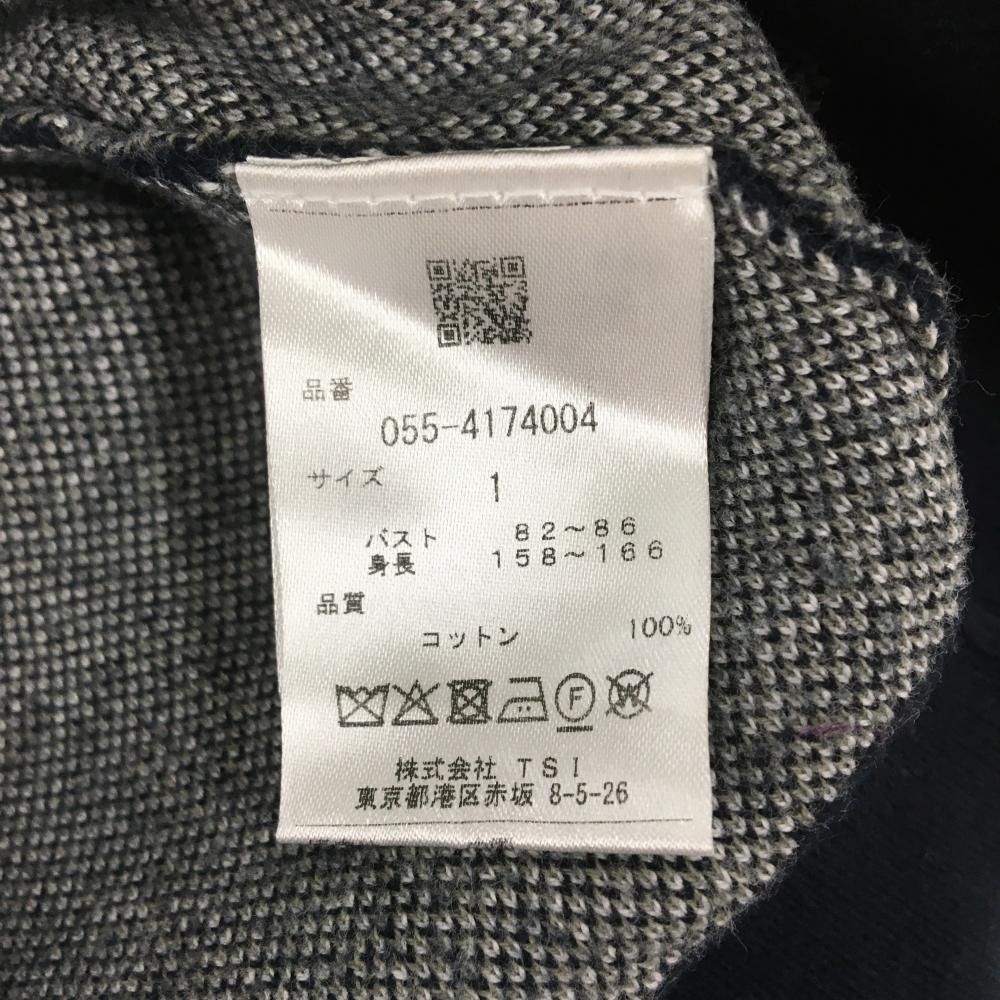 品番
055-4174004
サイズ 1
バスト 82～86
身長 158～166
品質
コットン 100%
F W
株式会社 TSI
東京都港区赤坂 8-5-26